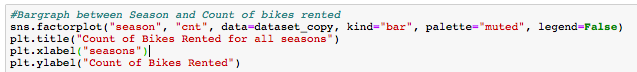 #Bargraph between Season and Count of bikes rented
sns.factorplot("season", "cnt", data=dataset_copy, kind="bar", palette="muted", legend=False)
plt.title("Count of Bikes Rented for all seasons")
plt.xlabel("seasons")
plt.ylabel("Count of Bikes Rented")